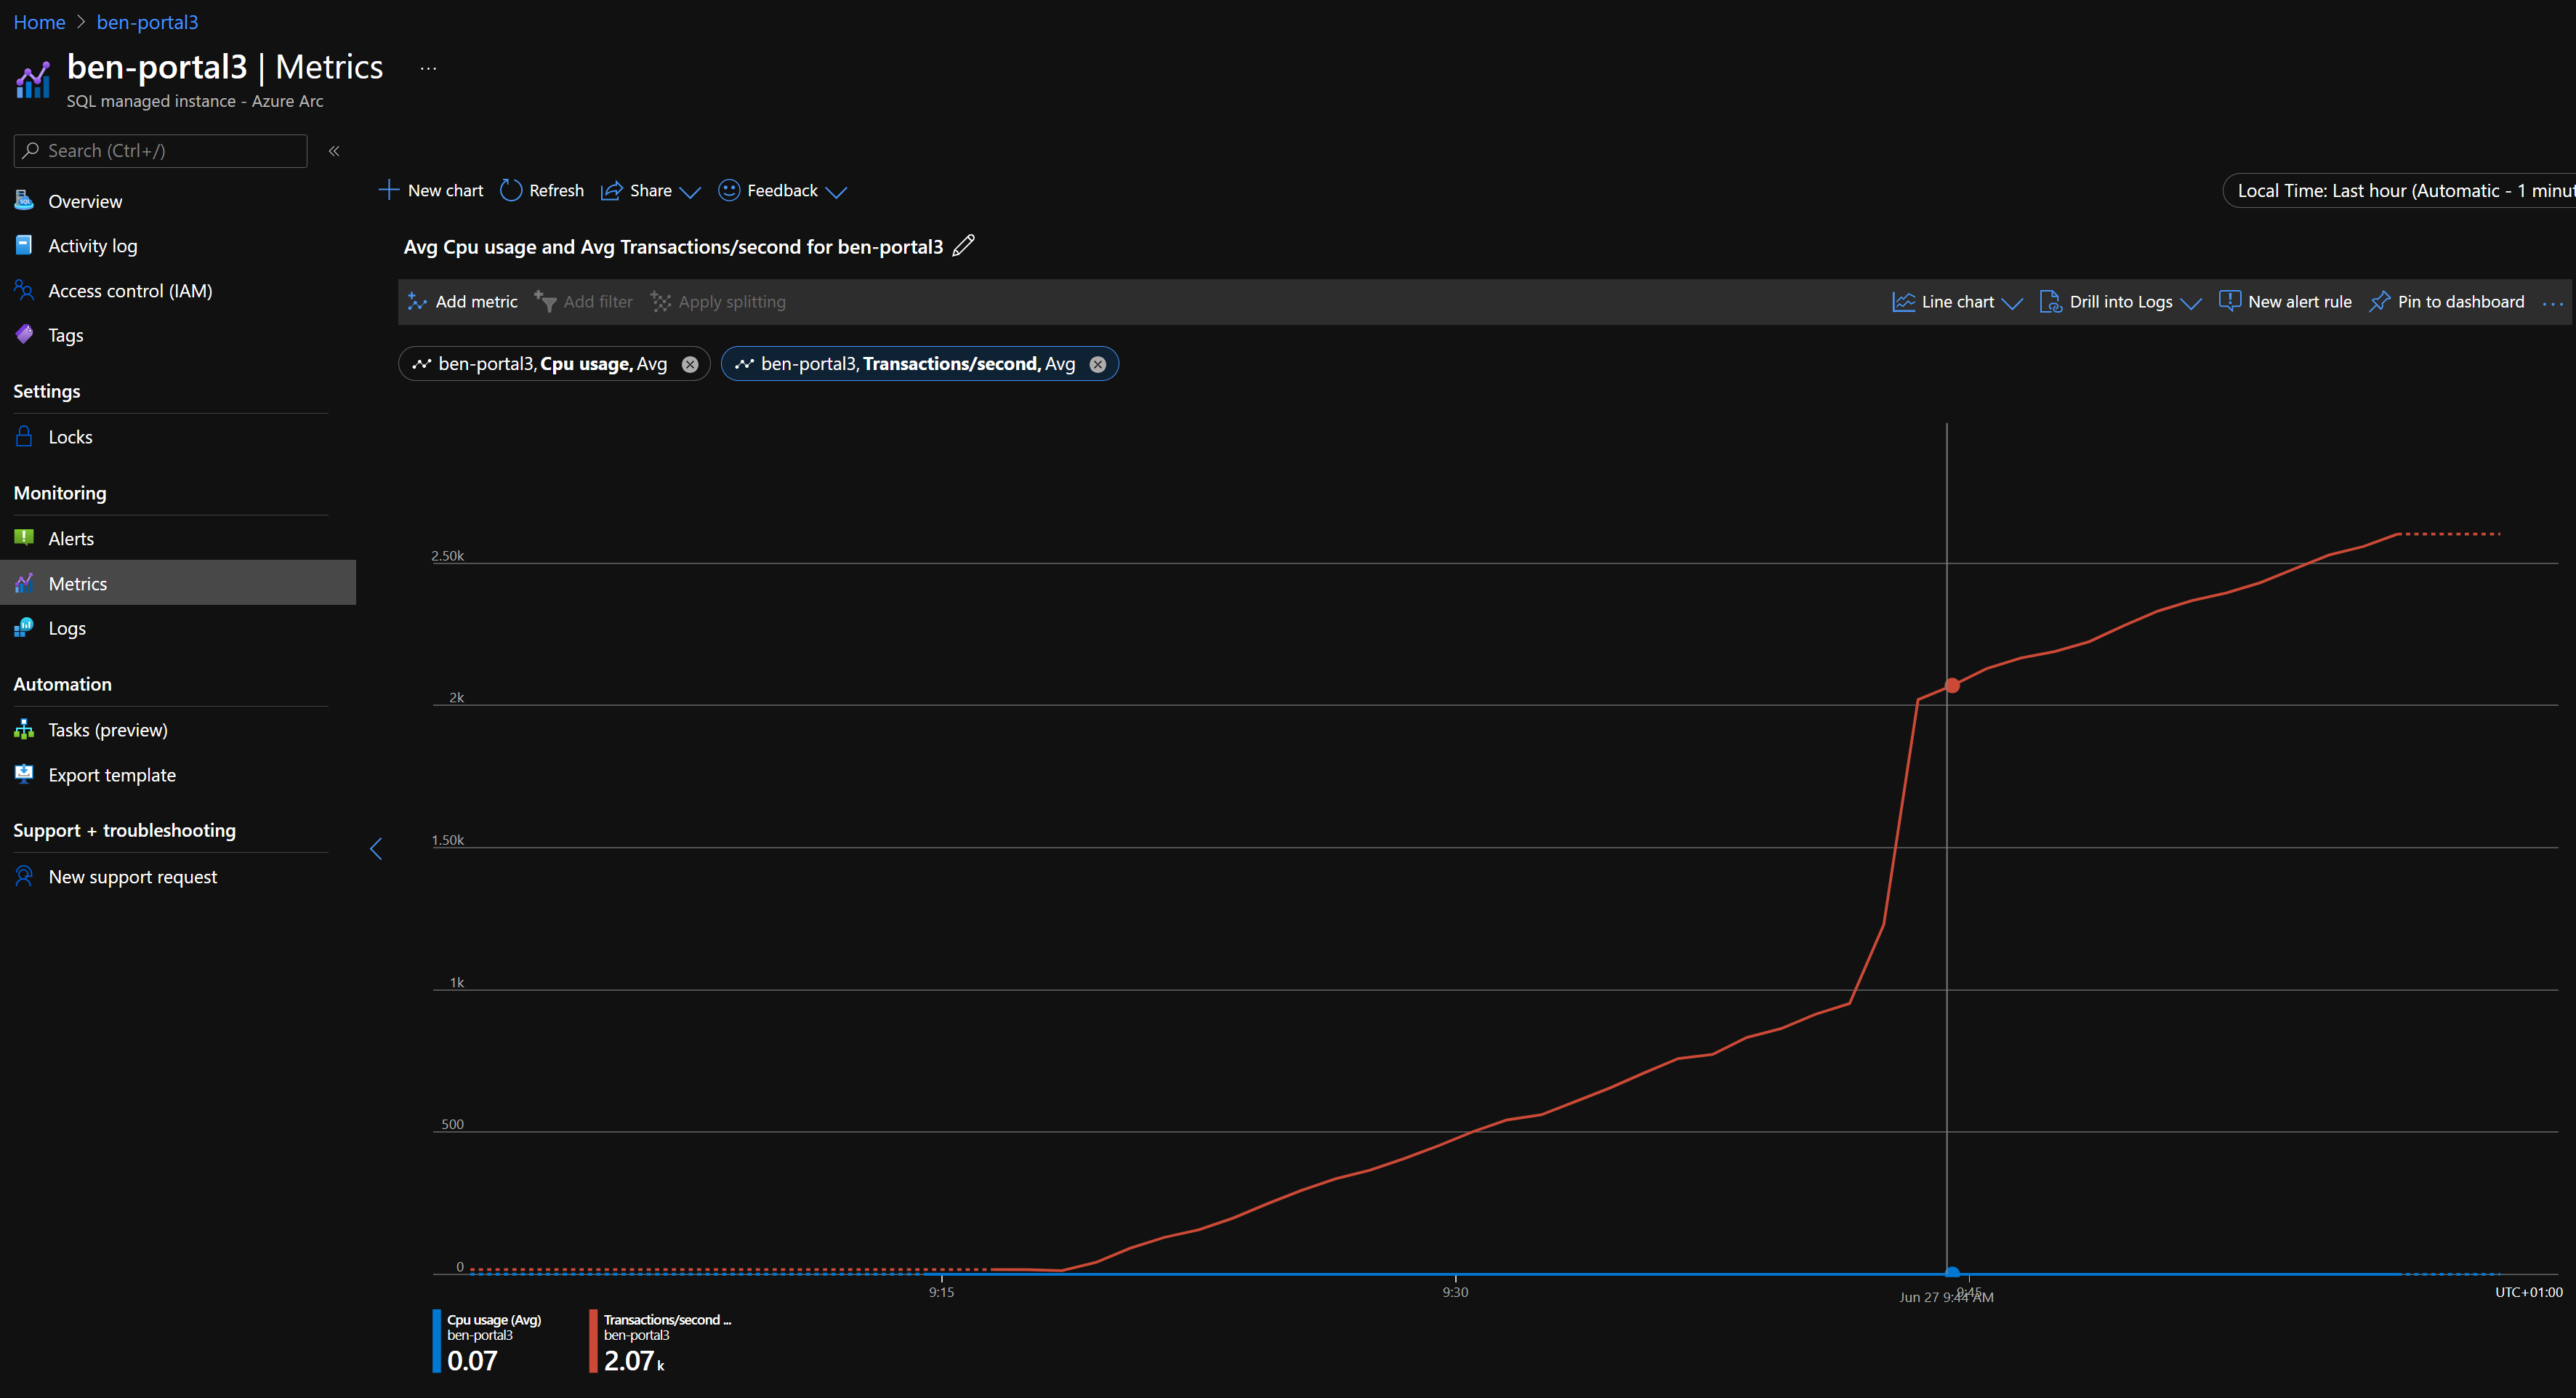 Home > ben-portal3
ben-portal3 | Metrics ...
SQL managed instance - Azure Arc
Search (Ctrl+/)
«
Overview
Activity log
Access control (IAM)
Tags
Settings
Locks
Monitoring
Alerts
Metrics
Logs
Automation
Tasks (preview)
Export template
Support + troubleshooting
New support request
New chart Refresh Share Feedback
Local Time: Last hour (Automatic - 1 minut
Avg Cpu usage and Avg Transactions/second for ben-portal3
Add metric Add filter Apply splitting Line chart Drill into Logs New alert rule Pin to dashboard ...
ben-portal3, Cpu usage, Avg
ben-portal3, Transactions/second, Avg
2.50k
2k
1.50k
1k
500
0
9:15 9:30 9:45 UTC+01:00
Jun 27 9:44 AM
Cpu usage (Avg)
ben-portal3
0.07
Transactions/second ...
ben-portal3
2.07 k